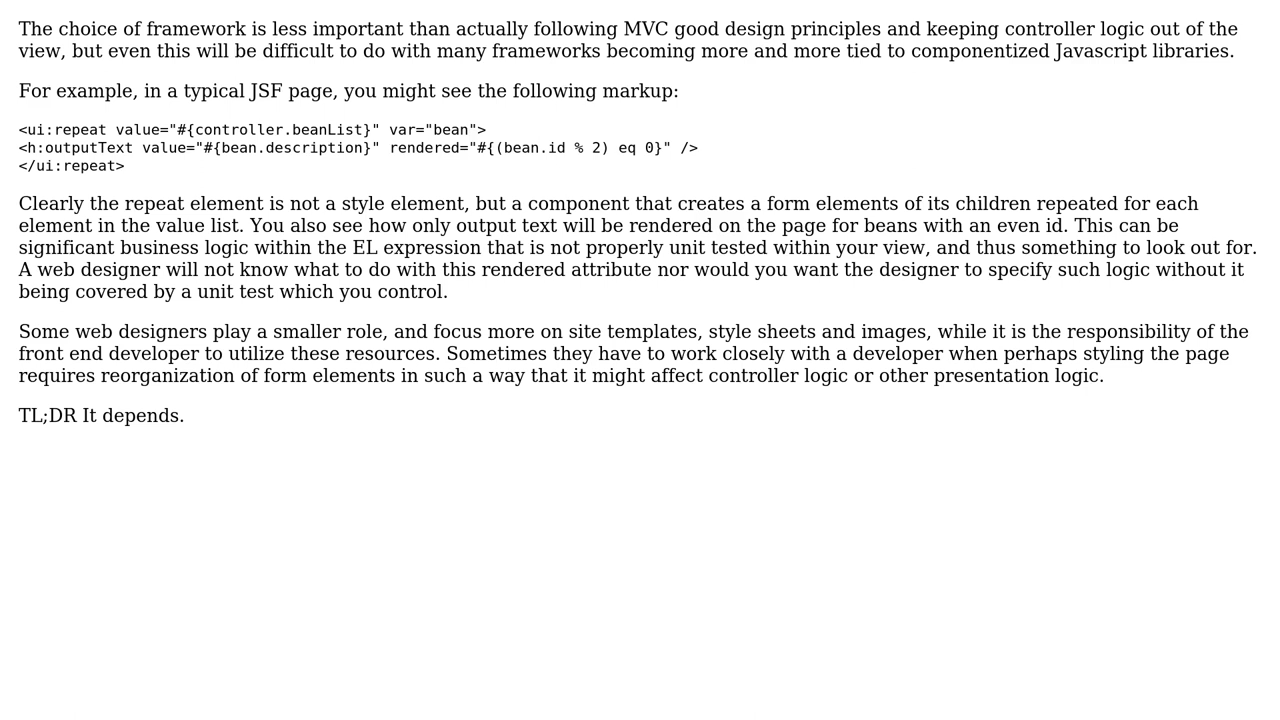 The choice of framework is less important than actually following MVC good design principles and keeping controller logic out of the
view, but even this will be difficult to do with many frameworks becoming more and more tied to componentized Javascript libraries.
For example, in a typical JSF page, you might see the following markup:
<ui:repeat value="#{controller.beanList}" var="bean">
<h:outputText value="#{bean.description}" rendered="#{(bean.id % 2) eq 0}" />
</ui:repeat>
Clearly the repeat element is not a style element, but a component that creates a form elements of its children repeated for each
element in the value list. You also see how only output text will be rendered on the page for beans with an even id. This can be
significant business logic within the EL expression that is not properly unit tested within your view, and thus something to look out for.
A web designer will not know what to do with this rendered attribute nor would you want the designer to specify such logic without it
being covered by a unit test which you control.
Some web designers play a smaller role, and focus more on site templates, style sheets and images, while it is the responsibility of the
front end developer to utilize these resources. Sometimes they have to work closely with a developer when perhaps styling the page
requires reorganization of form elements in such a way that it might affect controller logic or other presentation logic.
TL;DR It depends.